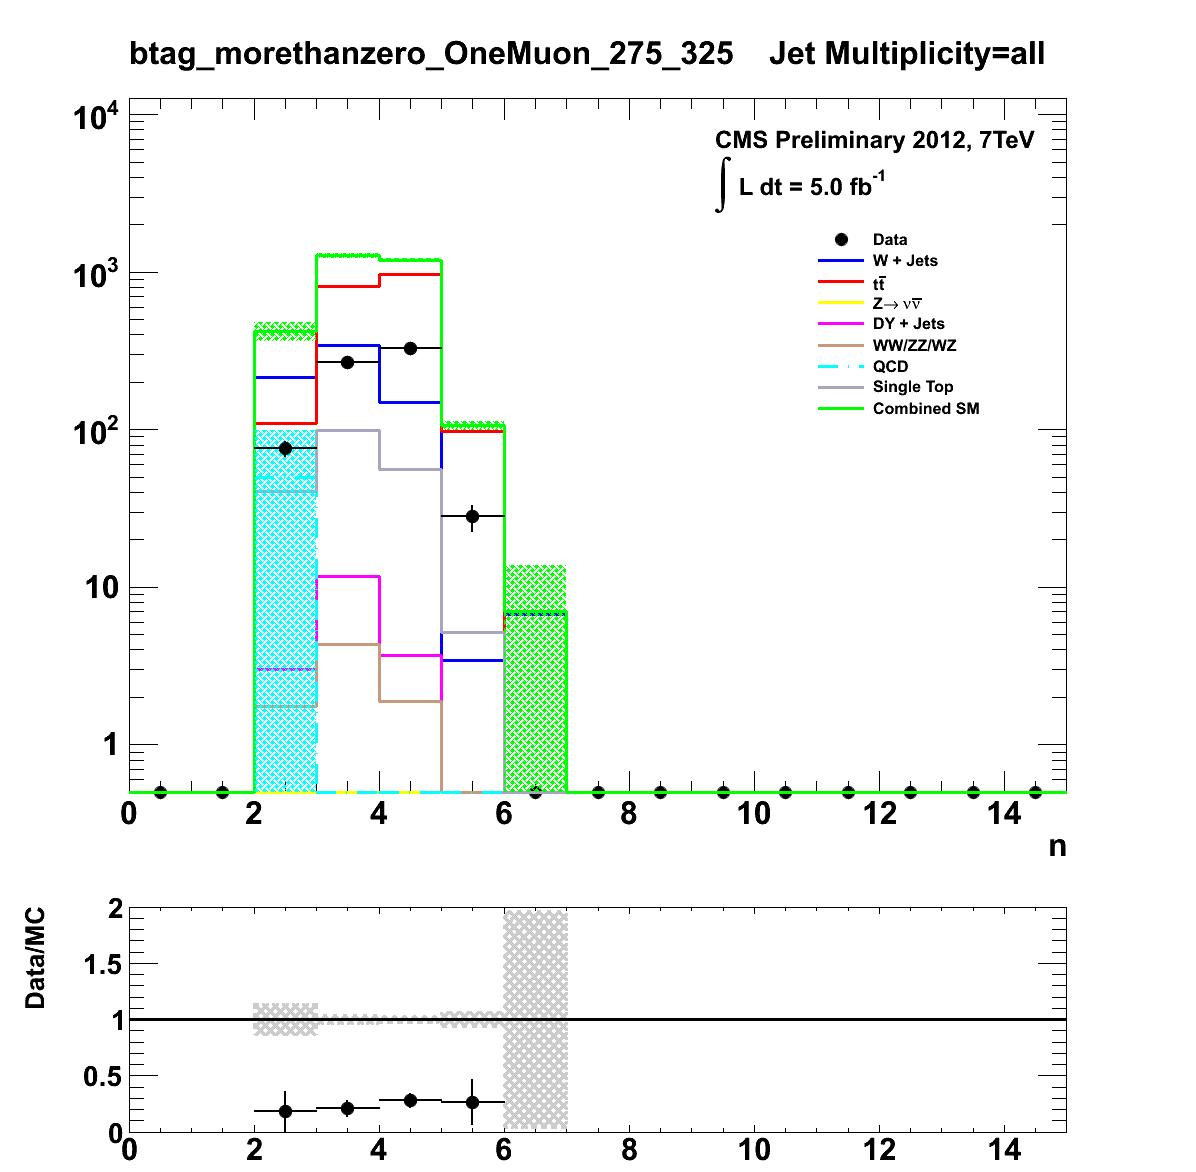 btag_morethanzero_OneMuon_275_325 Jet Multiplicity=all
10⁴
10³
10²
10
1
CMS Preliminary 2012, 7TeV
∫ L dt = 5.0 fb⁻¹
Data
W + Jets
tt̅
Z→ νν̅
DY + Jets
WW/ZZ/WZ
QCD
Single Top
Combined SM
0 2 4 6 8 10 12 14
n
Data/MC
2
1.5
1
0.5
0
0 2 4 6 8 10 12 14